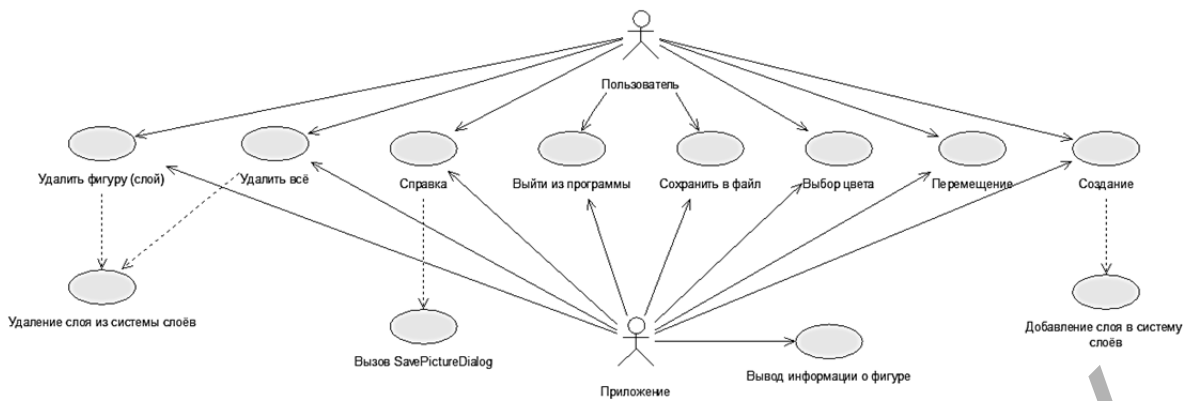 Пользователь
Удалить фигуру (слой)
Удалить всё
Справка
Выйти из программы
Сохранить в файл
Выбор цвета
Перемещение
Создание
Удаление слоя из системы слоёв
Вызов SavePictureDialog
Приложение
Вывод информации о фигуре
Добавление слоя в систему
слоёв